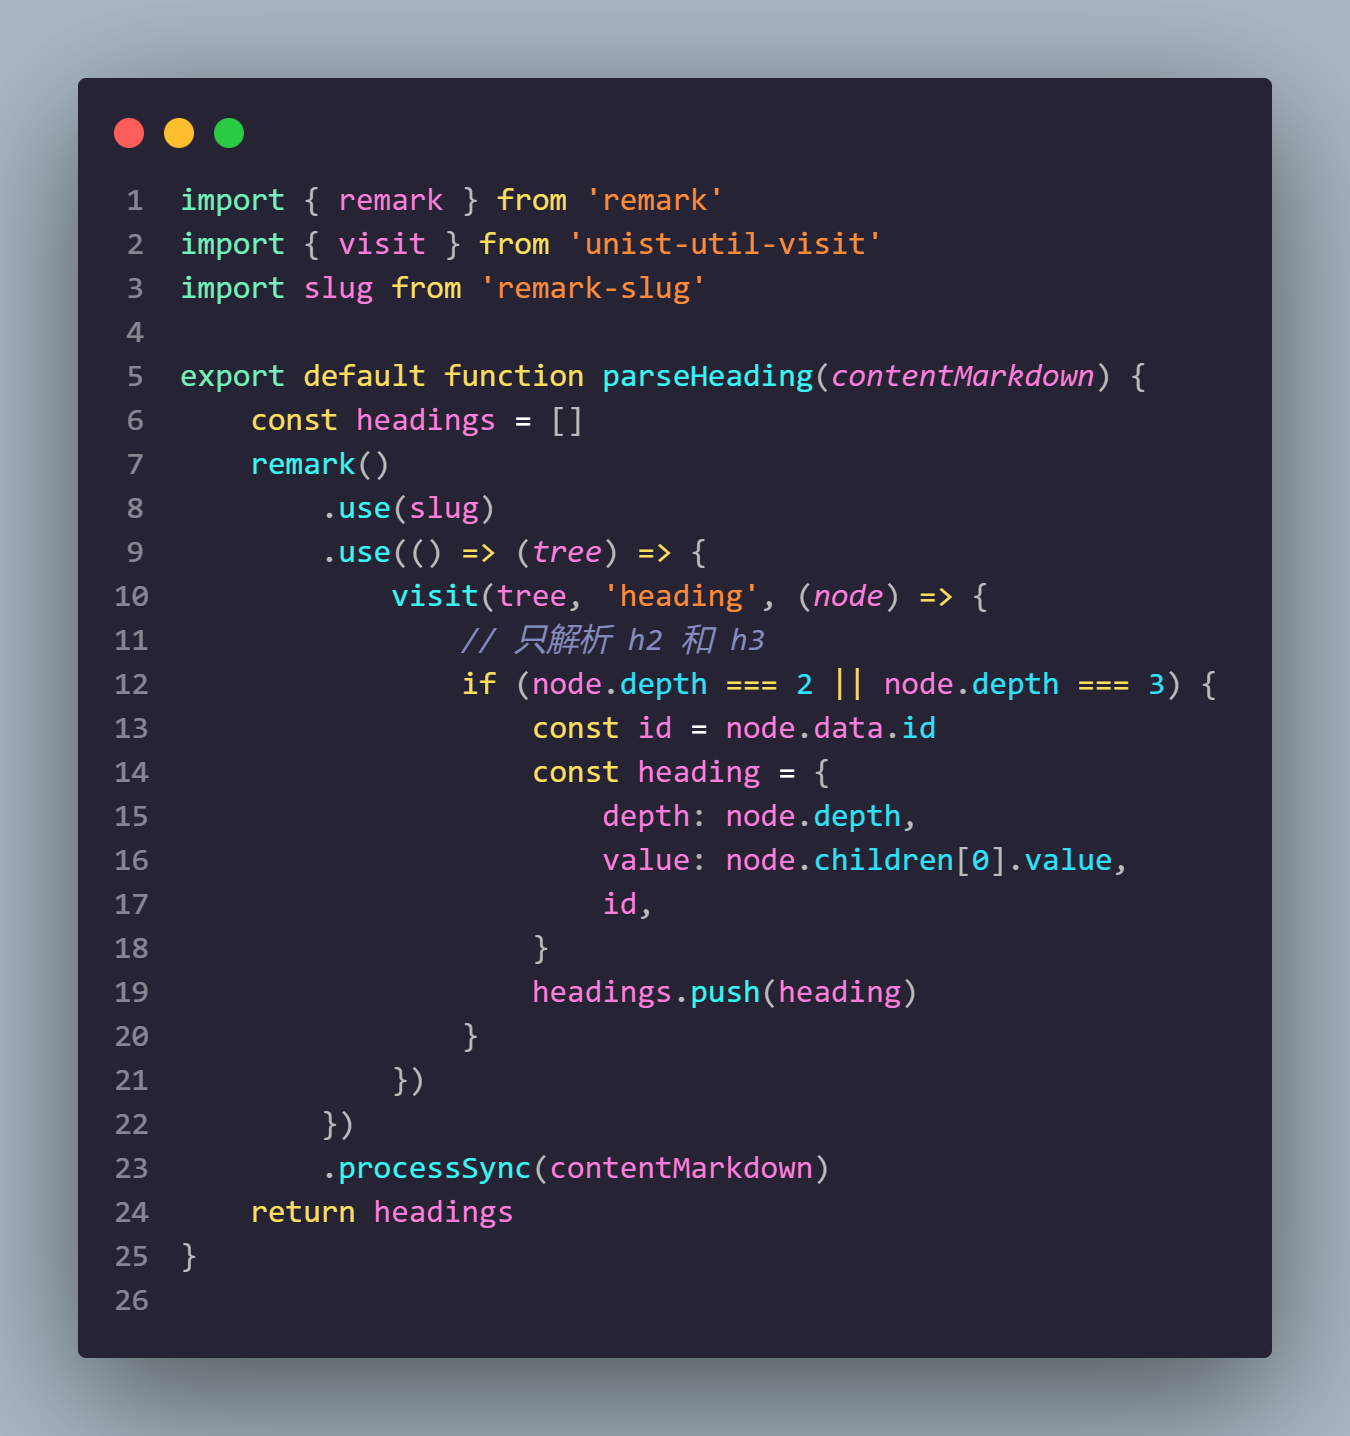 1 import { remark } from 'remark'
2 import { visit } from 'unist-util-visit'
3 import slug from 'remark-slug'
4
5 export default function parseHeading(contentMarkdown) {
6     const headings = []
7     remark()
8         .use(slug)
9         .use(() => (tree) => {
10             visit(tree, 'heading', (node) => {
11                 // 只解析 h2 和 h3
12                 if (node.depth === 2 || node.depth === 3) {
13                     const id = node.data.id
14                     const heading = {
15                         depth: node.depth,
16                         value: node.children[0].value,
17                         id,
18                     }
19                     headings.push(heading)
20                 }
21             })
22         })
23         .processSync(contentMarkdown)
24     return headings
25 }
26